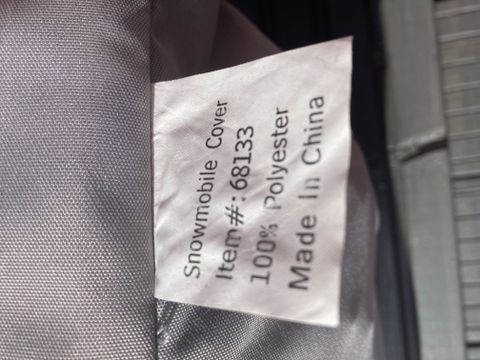 Snowmobile Cover
Item#:68133
100% Polyester
Made In China